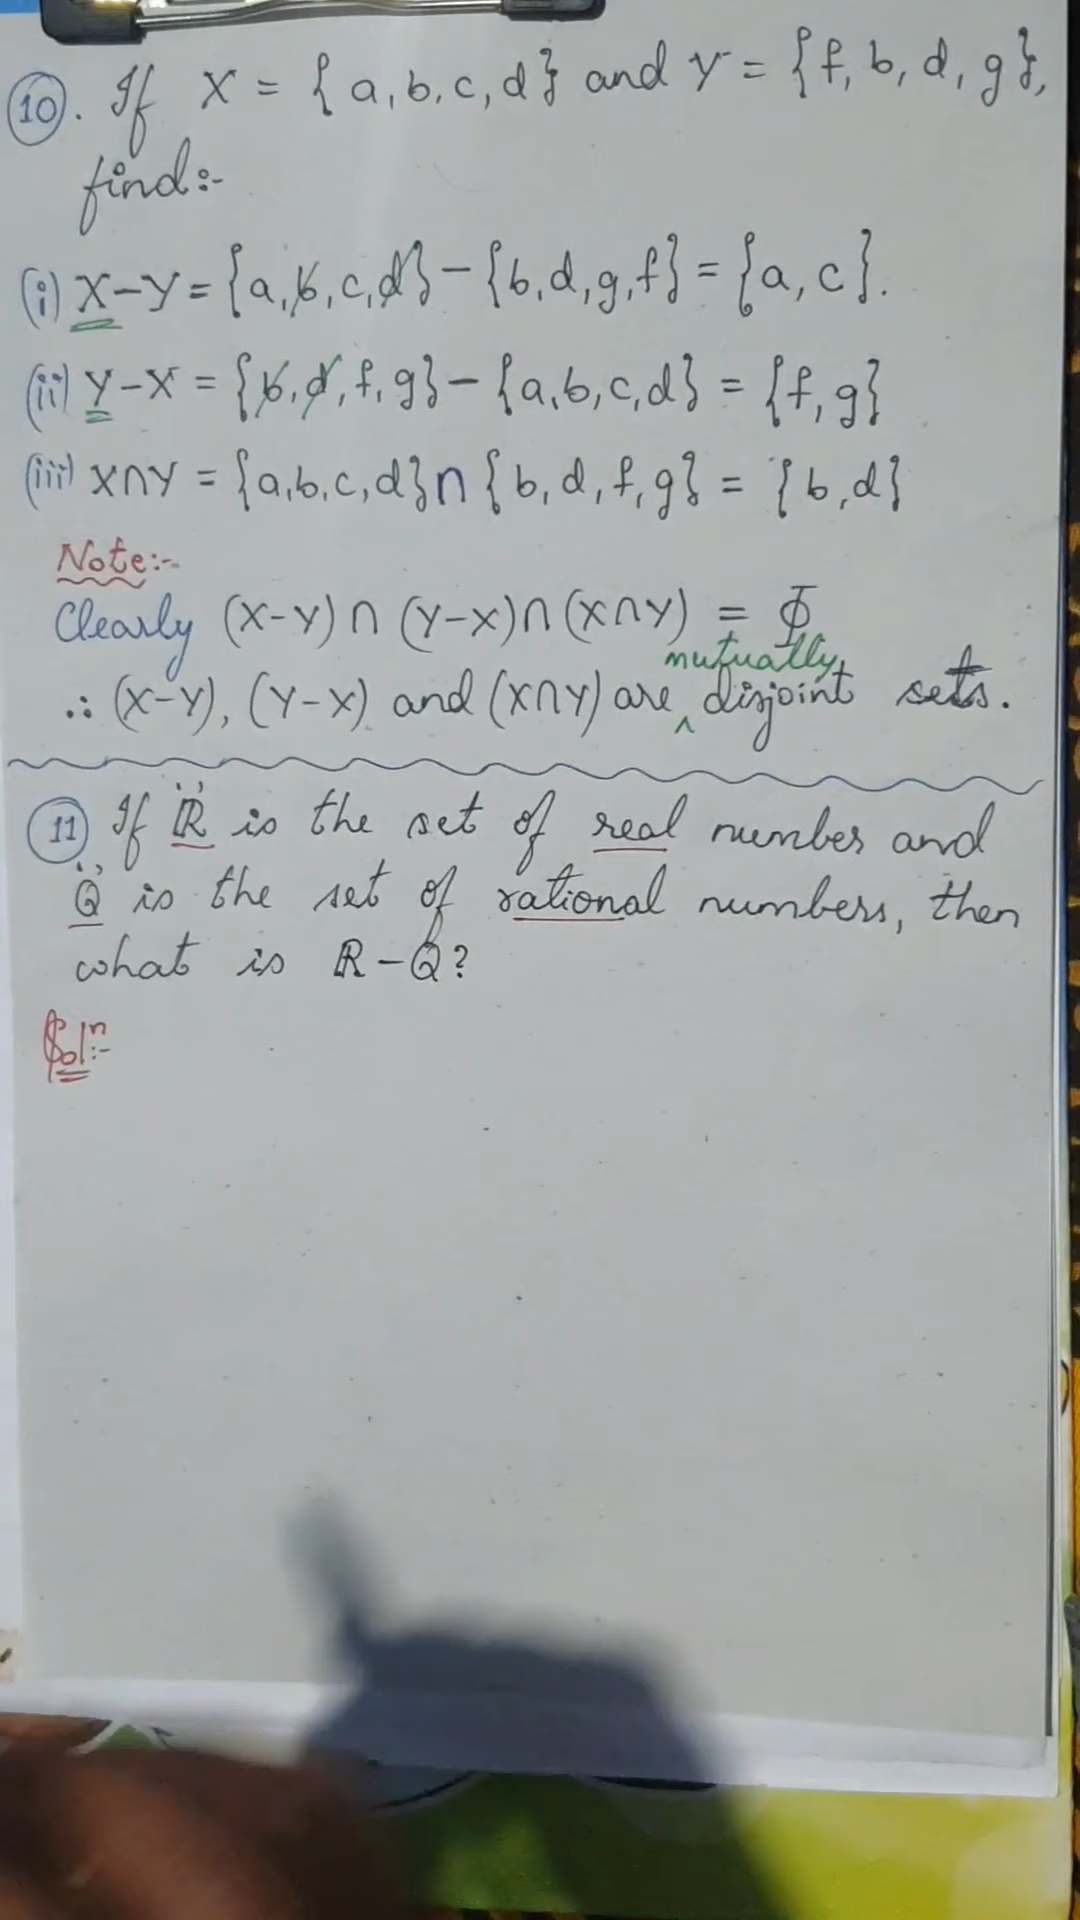 10. If X = {a, b, c, d} and Y = {f, b, d, g},
find:-
(i) X-Y = {a, b, c, d} - {b, d, g, f} = {a, c}.
(ii) Y-X = {b, d, f, g} - {a, b, c, d} = {f, g}
(iii) X∩Y = {a, b, c, d} ∩ {b, d, f, g} = {b, d}
Note:-
Clearly (X-Y) ∩ (Y-X) ∩ (X∩Y) = Φ
mutually
∴ (X-Y), (Y-X) and (X∩Y) are ^ disjoint sets.
11 If "R" is the set of real number and
"Q" is the set of rational numbers, then
what is R-Q?
Solⁿ:-